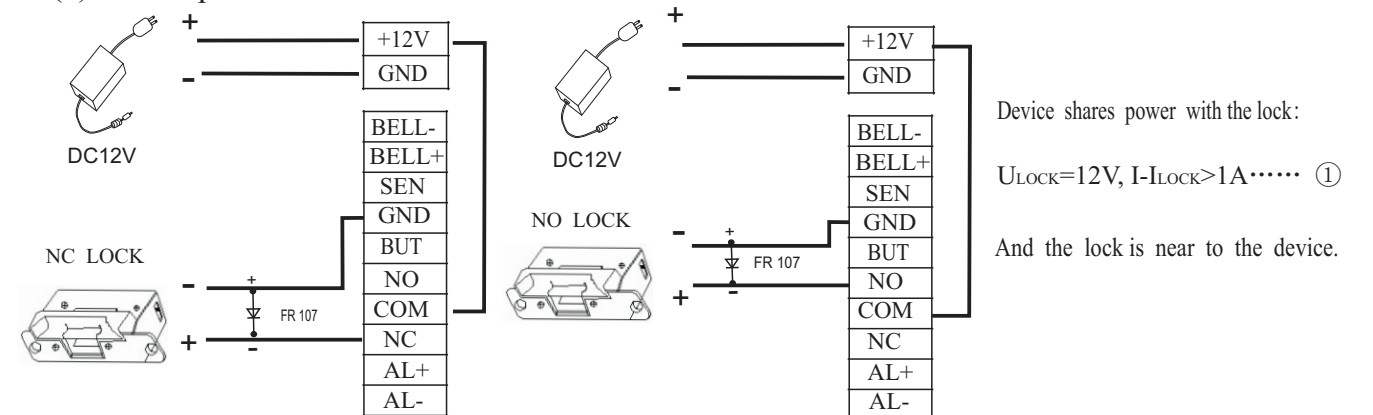 +
-
DC12V
+12V
GND
BELL-
BELL+
SEN
GND
BUT
NO
COM
NC
AL+
AL-
NC LOCK
-
+
FR 107
+
-
+
-
DC12V
+12V
GND
BELL-
BELL+
SEN
GND
BUT
NO
COM
NC
AL+
AL-
NO LOCK
-
+
FR 107
-
+
Device shares power with the lock:
ULOCK=12V, I-ILOCK>1A…… ①
And the lock is near to the device.